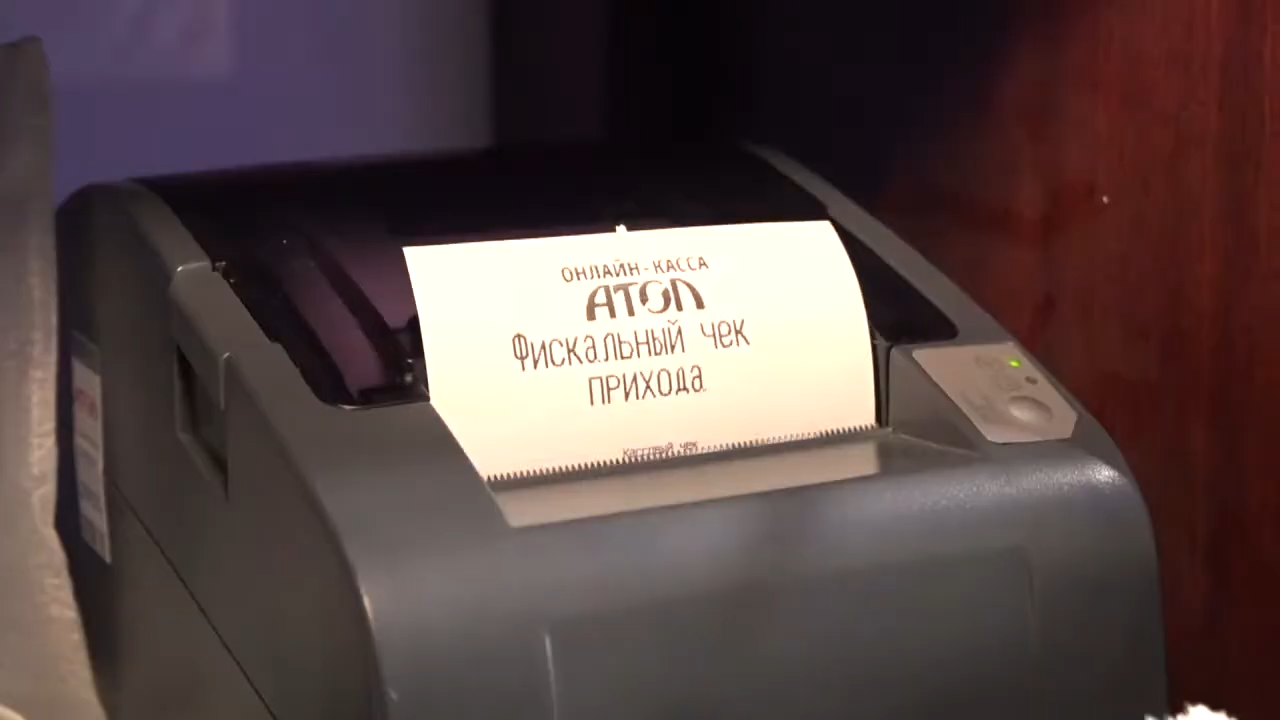 ОНЛАЙН-КАССА
АТОЛ
Фискальный чек
прихода
кассовый чек